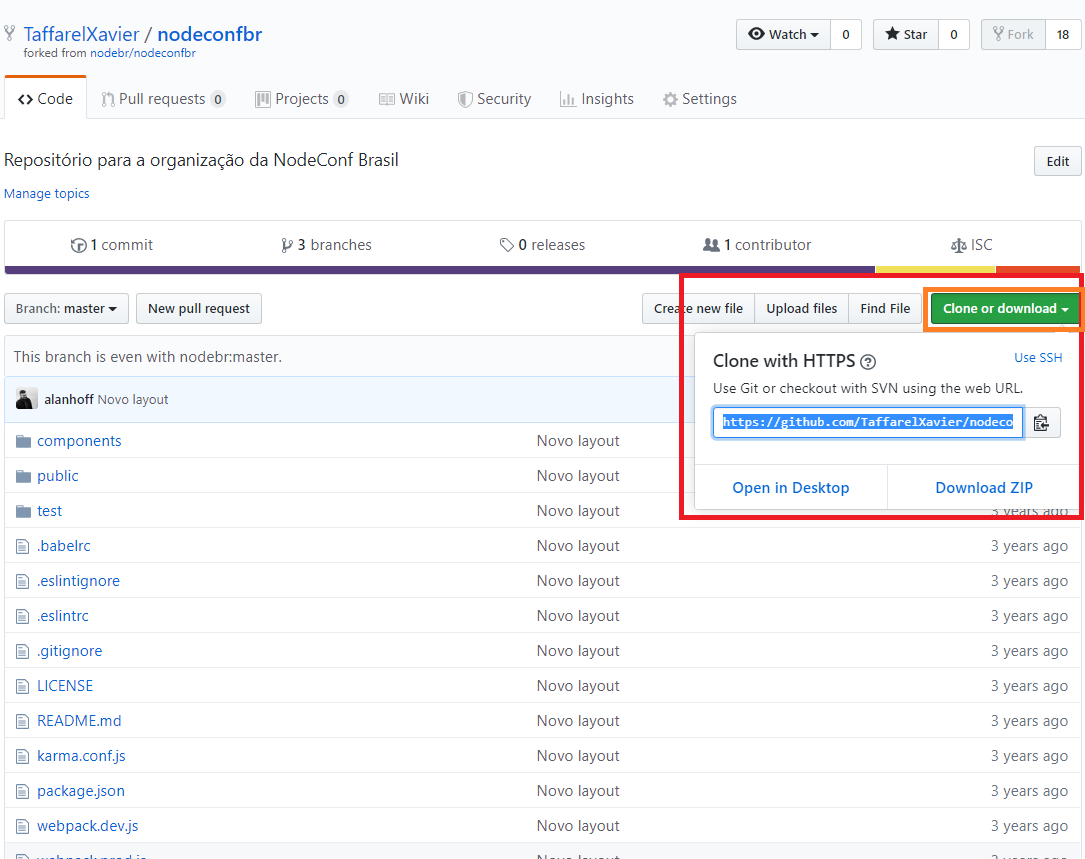 TaffarelXavier / nodeconfbr
forked from nodebr/nodeconfbr
Watch 0 Star 0 Fork 18
Code Pull requests 0 Projects 0 Wiki Security Insights Settings
Repositório para a organização da NodeConf Brasil
Edit
Manage topics
1 commit 3 branches 0 releases 1 contributor ISC
Branch: master New pull request Create new file Upload files Find File Clone or download
This branch is even with nodebr:master.
Clone with HTTPS Use SSH
Use Git or checkout with SVN using the web URL.
https://github.com/TaffarelXavier/nodeco
Open in Desktop Download ZIP
alanhoff Novo layout
components Novo layout
public Novo layout
test Novo layout 3 years ago
.babelrc Novo layout 3 years ago
.eslintignore Novo layout 3 years ago
.eslintrc Novo layout 3 years ago
.gitignore Novo layout 3 years ago
LICENSE Novo layout 3 years ago
README.md Novo layout 3 years ago
karma.conf.js Novo layout 3 years ago
package.json Novo layout 3 years ago
webpack.dev.js Novo layout 3 years ago